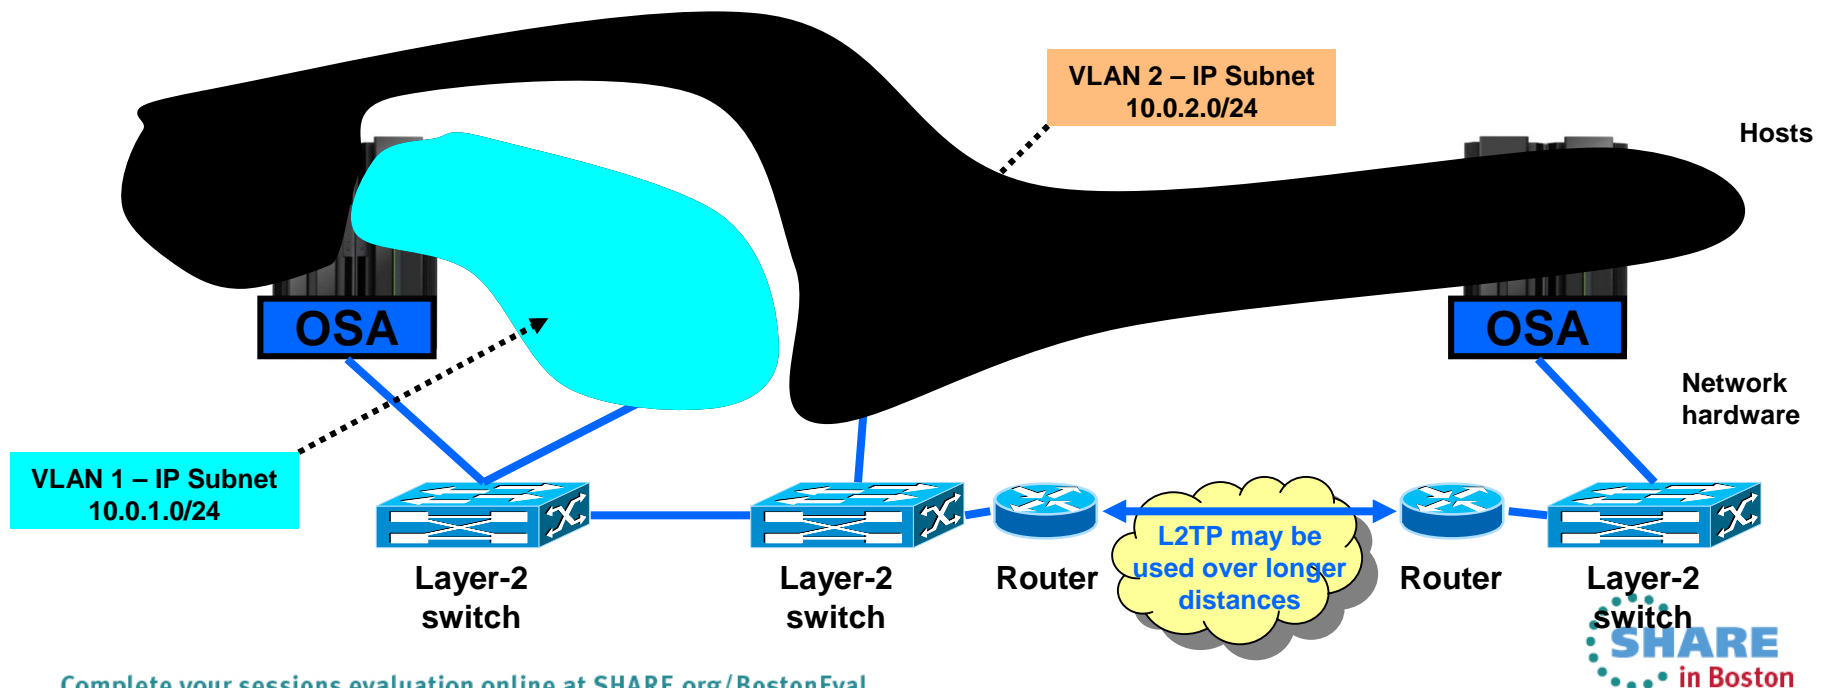 VLAN 2 – IP Subnet
10.0.2.0/24
Hosts
OSA
OSA
Network
hardware
VLAN 1 – IP Subnet
10.0.1.0/24
L2TP may be
used over longer
distances
Layer-2
switch
Layer-2
switch
Router
Router
Layer-2
switch
SHARE
in Boston
Complete your sessions evaluation online at SHARE.org/BostonEval